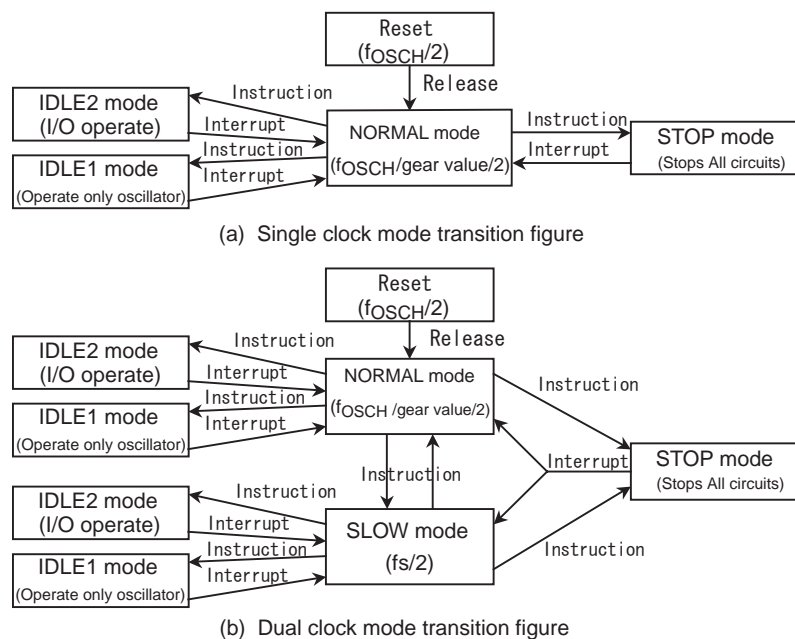 Reset
(fOSCH/2)
Release
Instruction
IDLE2 mode
(I/O operate)
Interrupt
Instruction
IDLE1 mode
(Operate only oscillator)
Interrupt
NORMAL mode
(fOSCH/gear value/2)
Instruction
Interrupt
STOP mode
(Stops All circuits)
(a) Single clock mode transition figure
Reset
(fOSCH/2)
Release
Instruction
IDLE2 mode
(I/O operate)
Interrupt
Instruction
IDLE1 mode
(Operate only oscillator)
Interrupt
NORMAL mode
(fOSCH /gear value/2)
Instruction
Instruction
Interrupt
STOP mode
(Stops All circuits)
IDLE2 mode
(I/O operate)
Instruction
Interrupt
Instruction
IDLE1 mode
(Operate only oscillator)
Interrupt
SLOW mode
(fs/2)
Instruction
(b) Dual clock mode transition figure